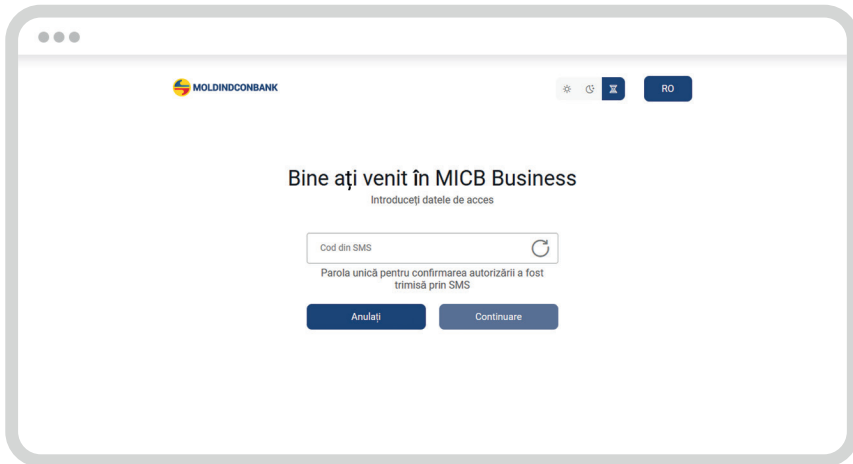 MOLDINDCONBANK
RO
Bine ați venit în MICB Business
Introduceți datele de acces
Cod din SMS
Parola unică pentru confirmarea autorizării a fost
trimisă prin SMS
Anulați
Continuare